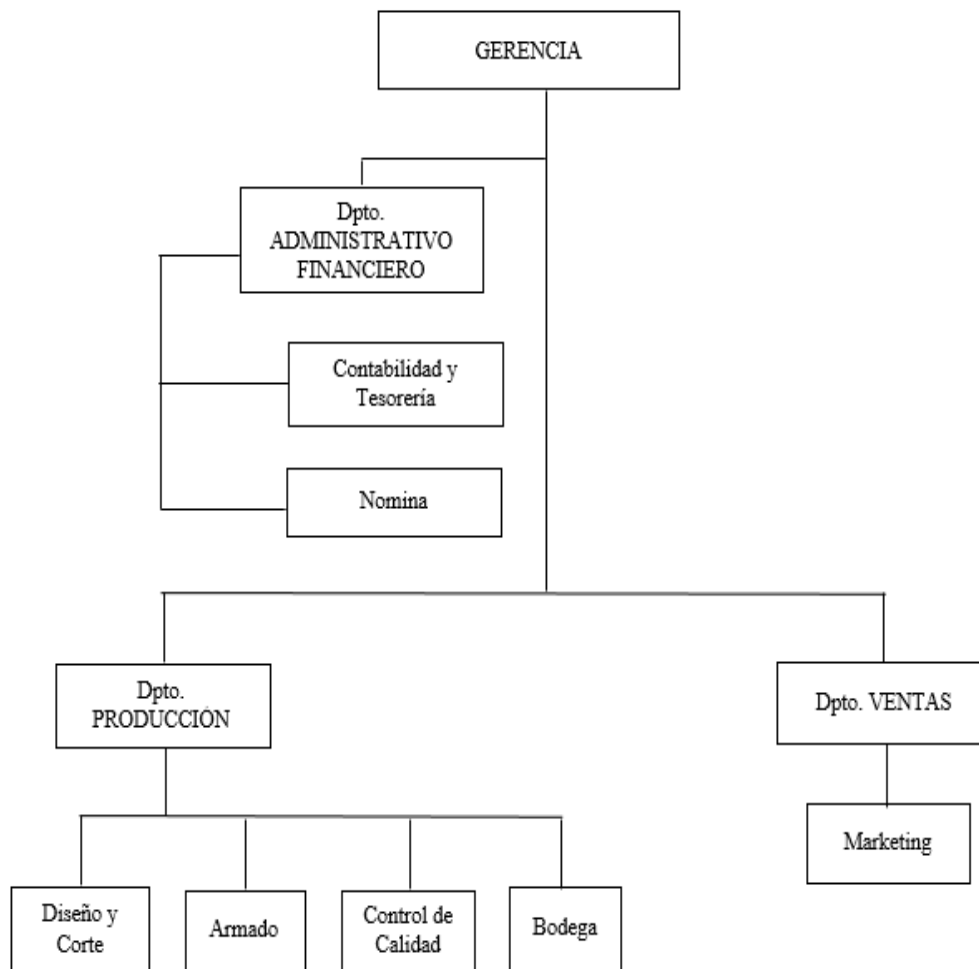 GERENCIA
Dpto.
ADMINISTRATIVO
FINANCIERO
Contabilidad y
Tesorería
Nomina
Dpto.
PRODUCCIÓN
Dpto. VENTAS
Marketing
Diseño y
Corte
Armado
Control de
Calidad
Bodega